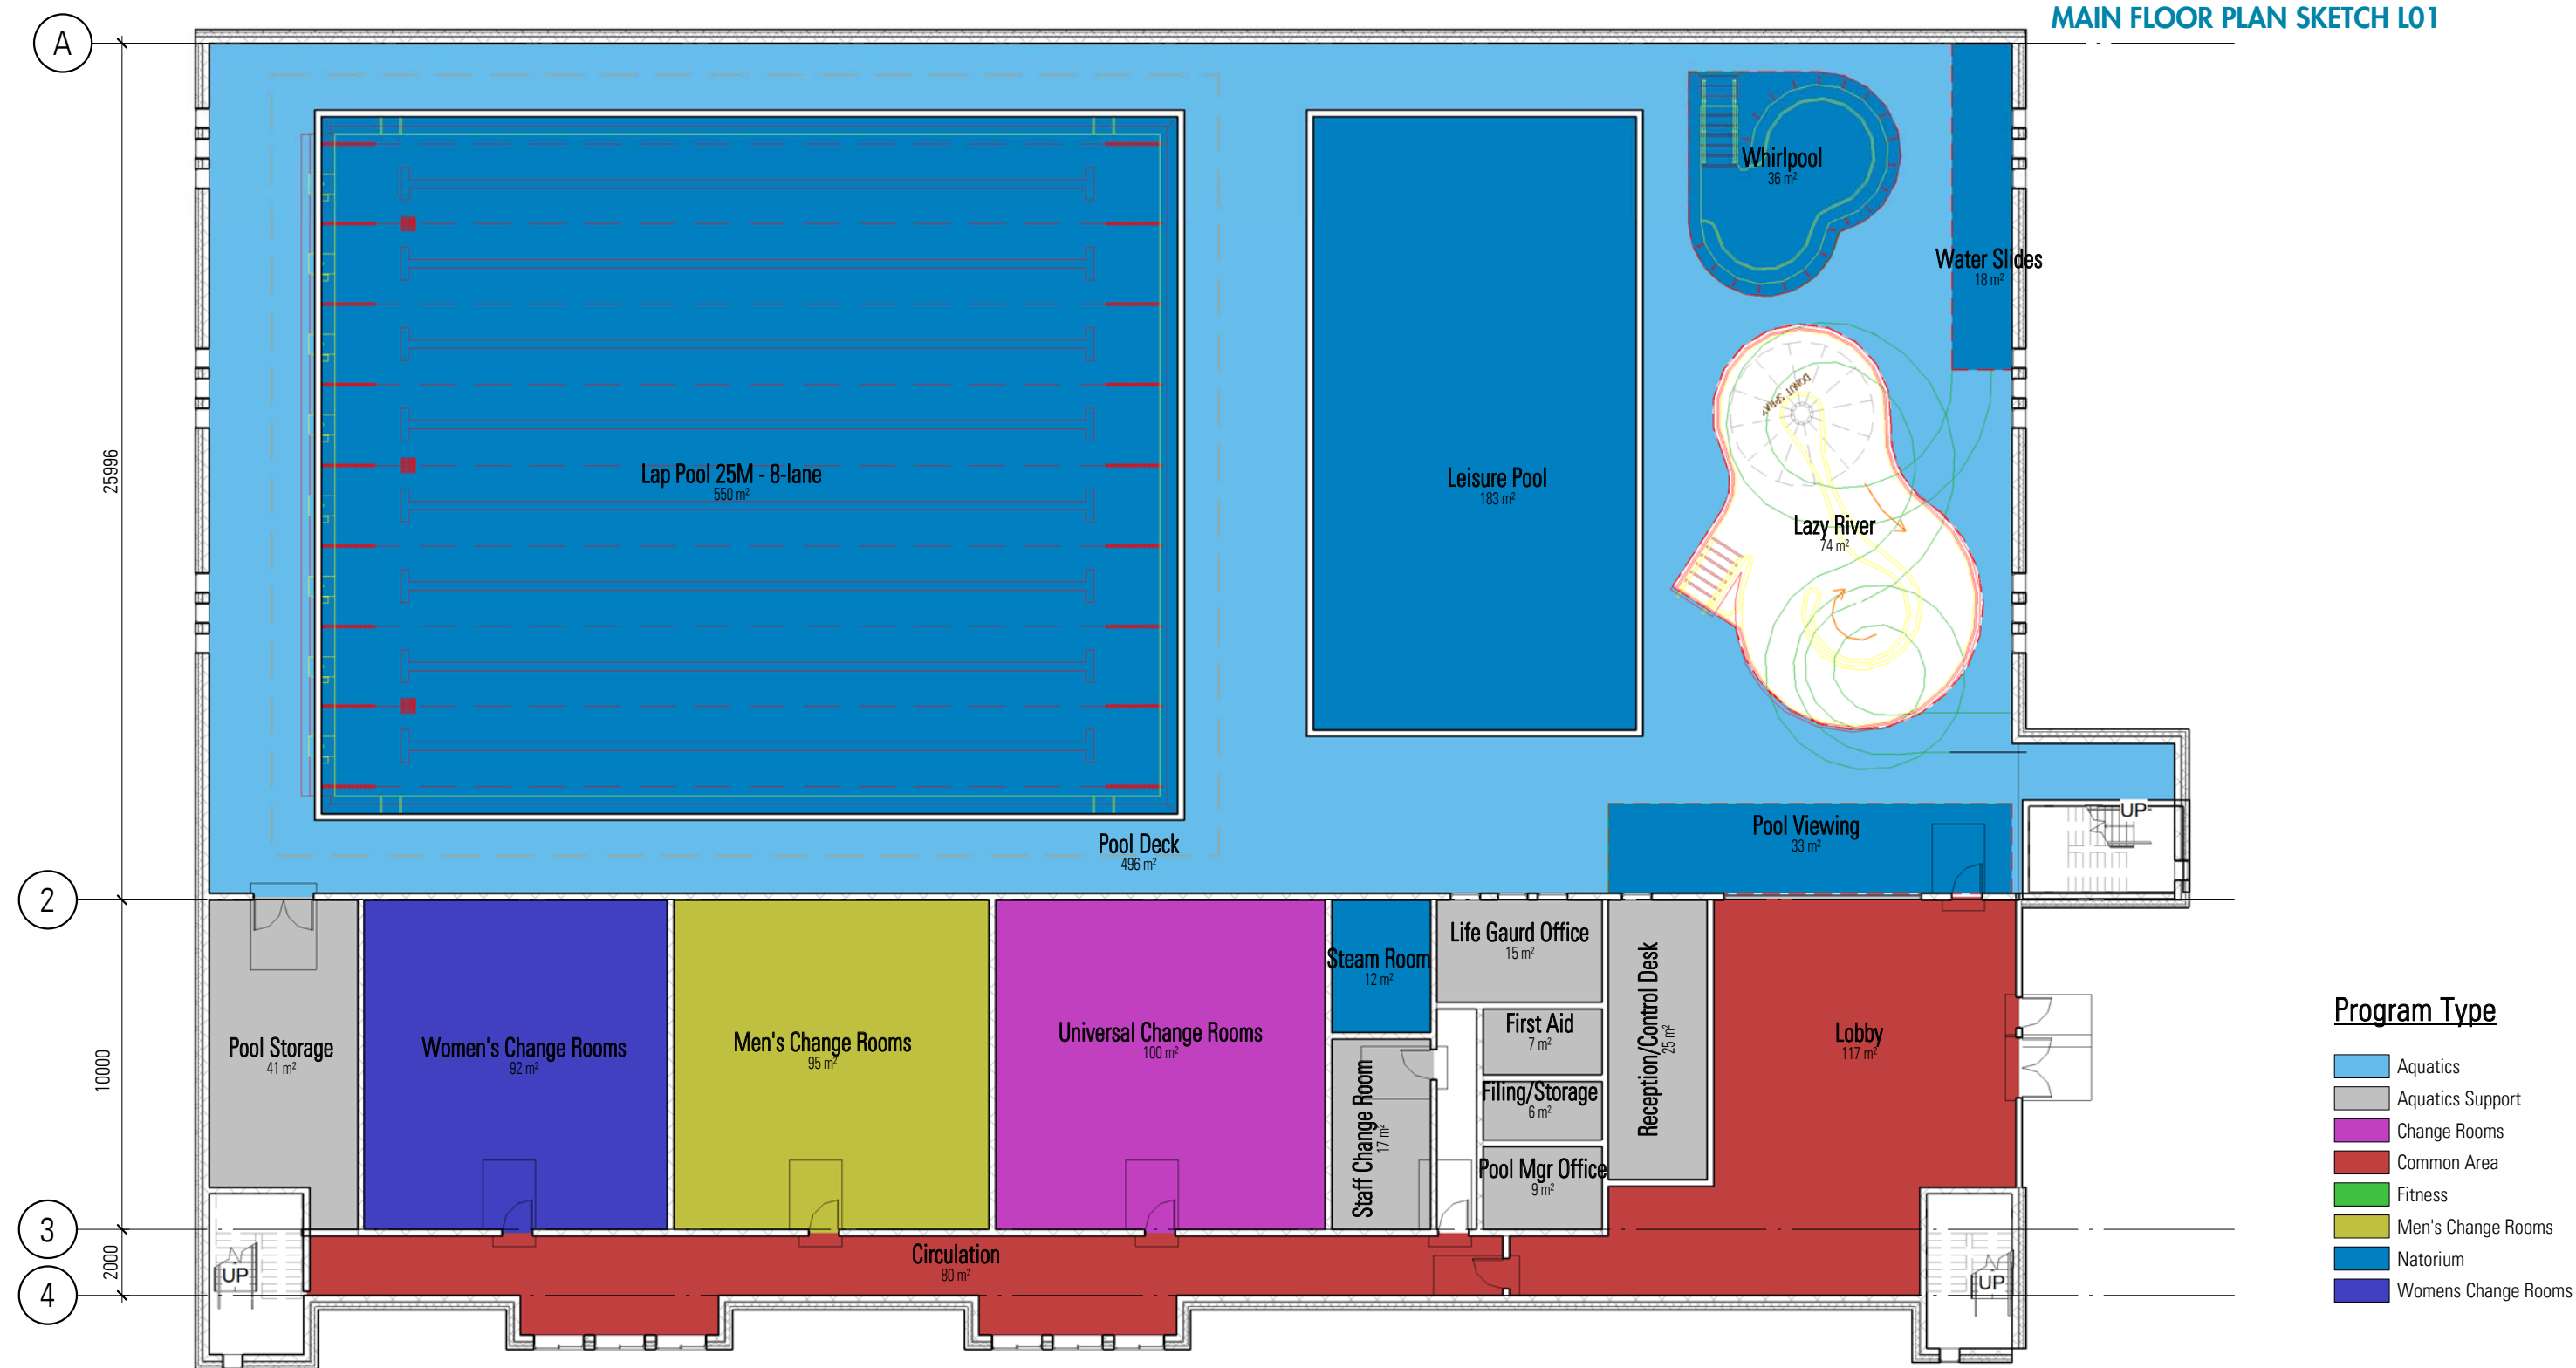 MAIN FLOOR PLAN SKETCH L01
A
25996
2
10000
3
2000
4
Whirlpool
36 m²
Water Slides
18 m²
DONUT SPRAY
Lap Pool 25M - 8-lane
550 m²
Leisure Pool
183 m²
Lazy River
74 m²
Pool Deck
496 m²
Pool Viewing
33 m²
UP
Pool Storage
41 m²
Women's Change Rooms
92 m²
Men's Change Rooms
95 m²
Universal Change Rooms
100 m²
Steam Room
12 m²
Staff Change Room
17 m²
Life Gaurd Office
15 m²
First Aid
7 m²
Filing/Storage
6 m²
Pool Mgr Office
9 m²
Reception/Control Desk
25 m²
Lobby
117 m²
Circulation
80 m²
UP
UP
Program Type
Aquatics
Aquatics Support
Change Rooms
Common Area
Fitness
Men's Change Rooms
Natorium
Womens Change Rooms